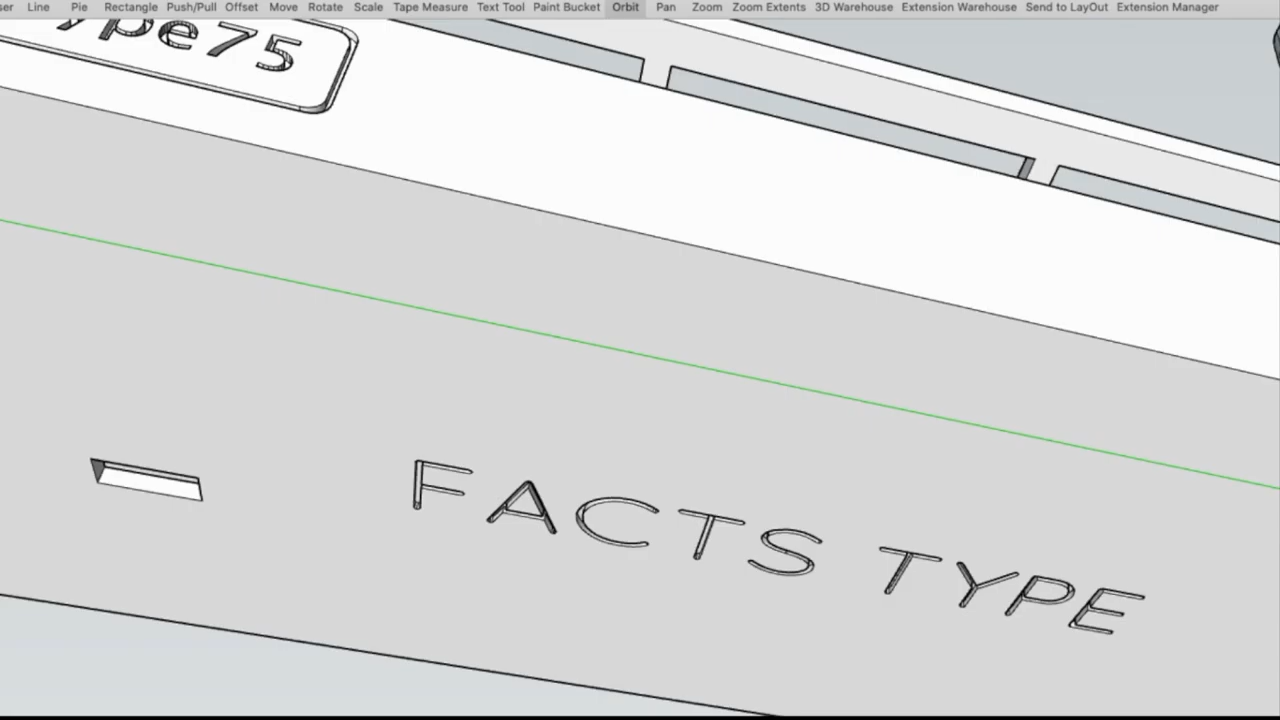 Line Pie Rectangle Push/Pull Offset Move Rotate Scale Tape Measure Text Tool Paint Bucket Orbit Pan Zoom Zoom Extents 3D Warehouse Extension Warehouse Send to LayOut Extension Manager
ype75
FACTS TYPE